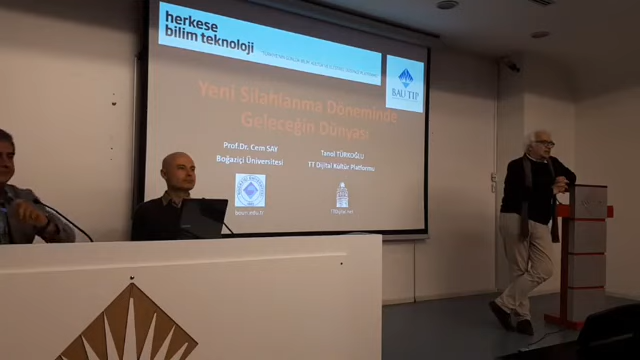 herkese
bilim teknoloji
BAU TIP
Yeni Silahlanma Döneminde
Geleceğin Dünyası
Prof.Dr. Cem SAY
Boğaziçi Üniversitesi
Tanol TÜRKOĞLU
TT Dijital Kültür Platformu